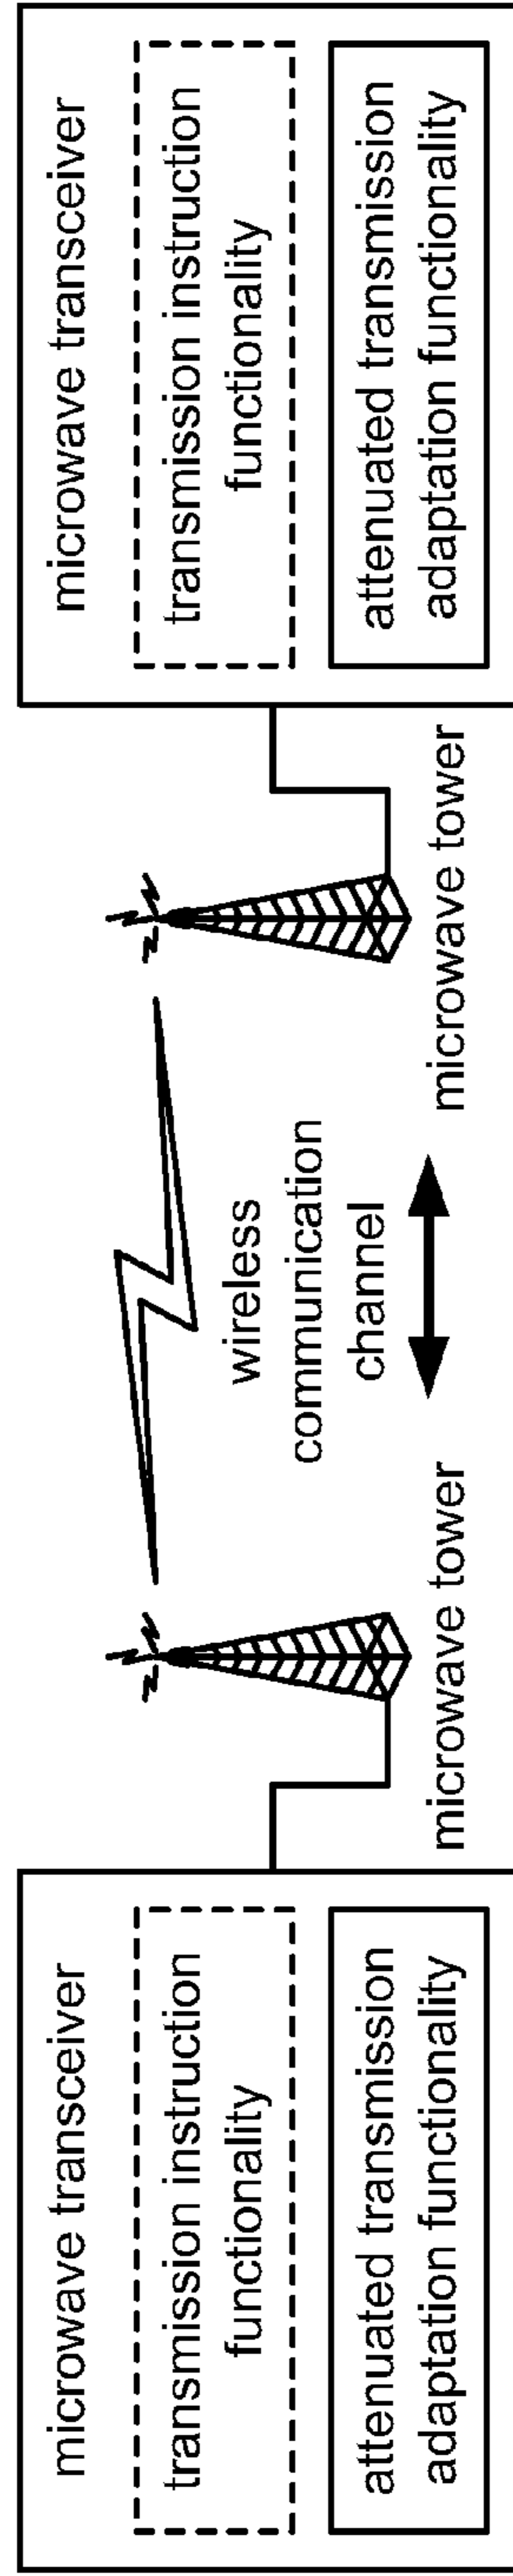 microwave transceiver
transmission instruction
functionality
attenuated transmission
adaptation functionality
microwave tower
wireless
communication
channel
microwave tower
microwave transceiver
transmission instruction
functionality
attenuated transmission
adaptation functionality